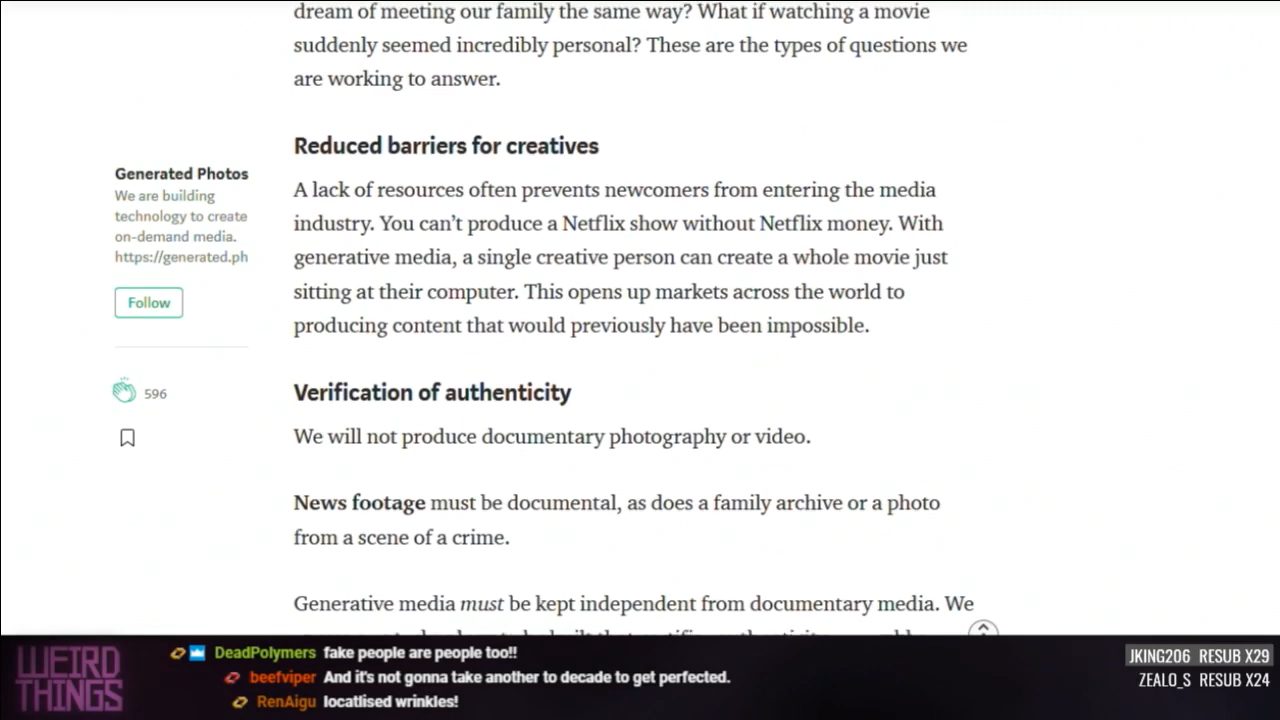 dream of meeting our family the same way? What if watching a movie
suddenly seemed incredibly personal? These are the types of questions we
are working to answer.
Reduced barriers for creatives
Generated Photos
We are building
technology to create
on-demand media.
https://generated.ph
Follow
596
A lack of resources often prevents newcomers from entering the media
industry. You can’t produce a Netflix show without Netflix money. With
generative media, a single creative person can create a whole movie just
sitting at their computer. This opens up markets across the world to
producing content that would previously have been impossible.
Verification of authenticity
We will not produce documentary photography or video.
News footage must be documental, as does a family archive or a photo
from a scene of a crime.
Generative media must be kept independent from documentary media. We
WEIRD
THINGS
DeadPolymers fake people are people too!!
beefviper And it's not gonna take another to decade to get perfected.
RenAigu locatlised wrinkles!
JKING206 RESUB X29
ZEALO_S RESUB X24